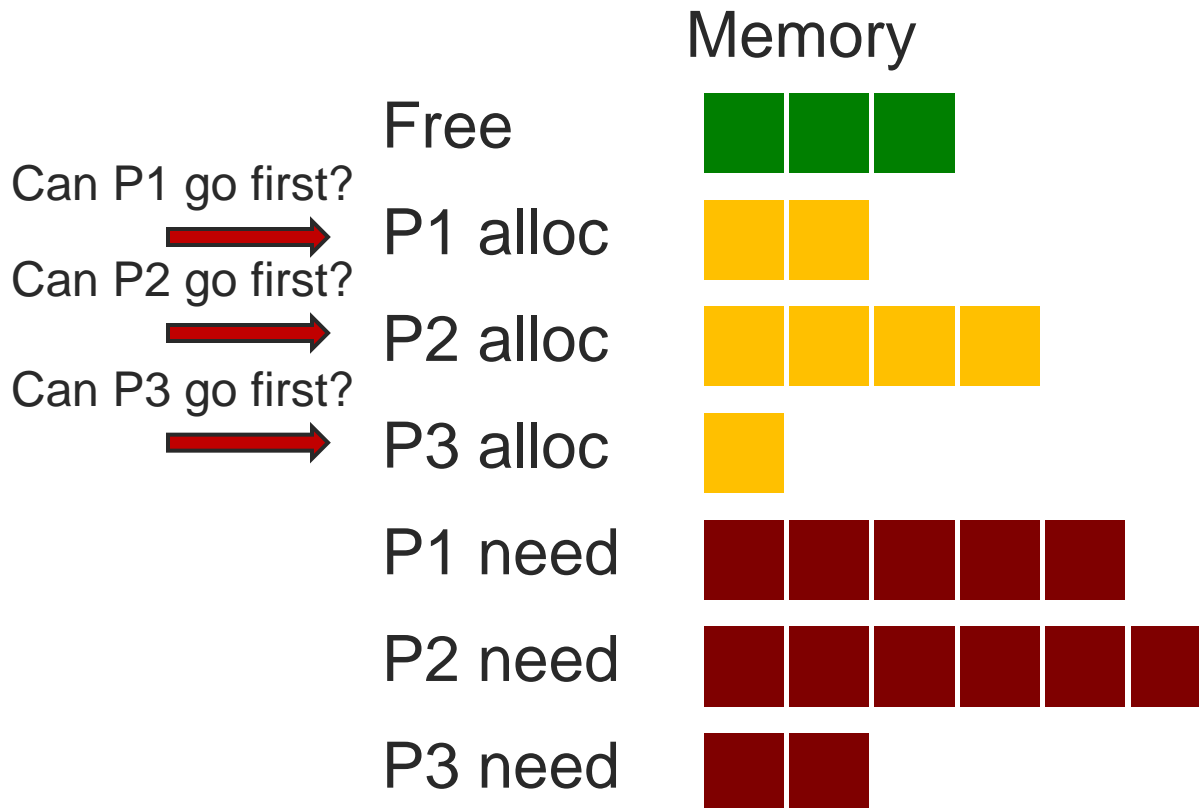 Memory
Free
Can P1 go first?
P1 alloc
Can P2 go first?
P2 alloc
Can P3 go first?
P3 alloc
P1 need
P2 need
P3 need